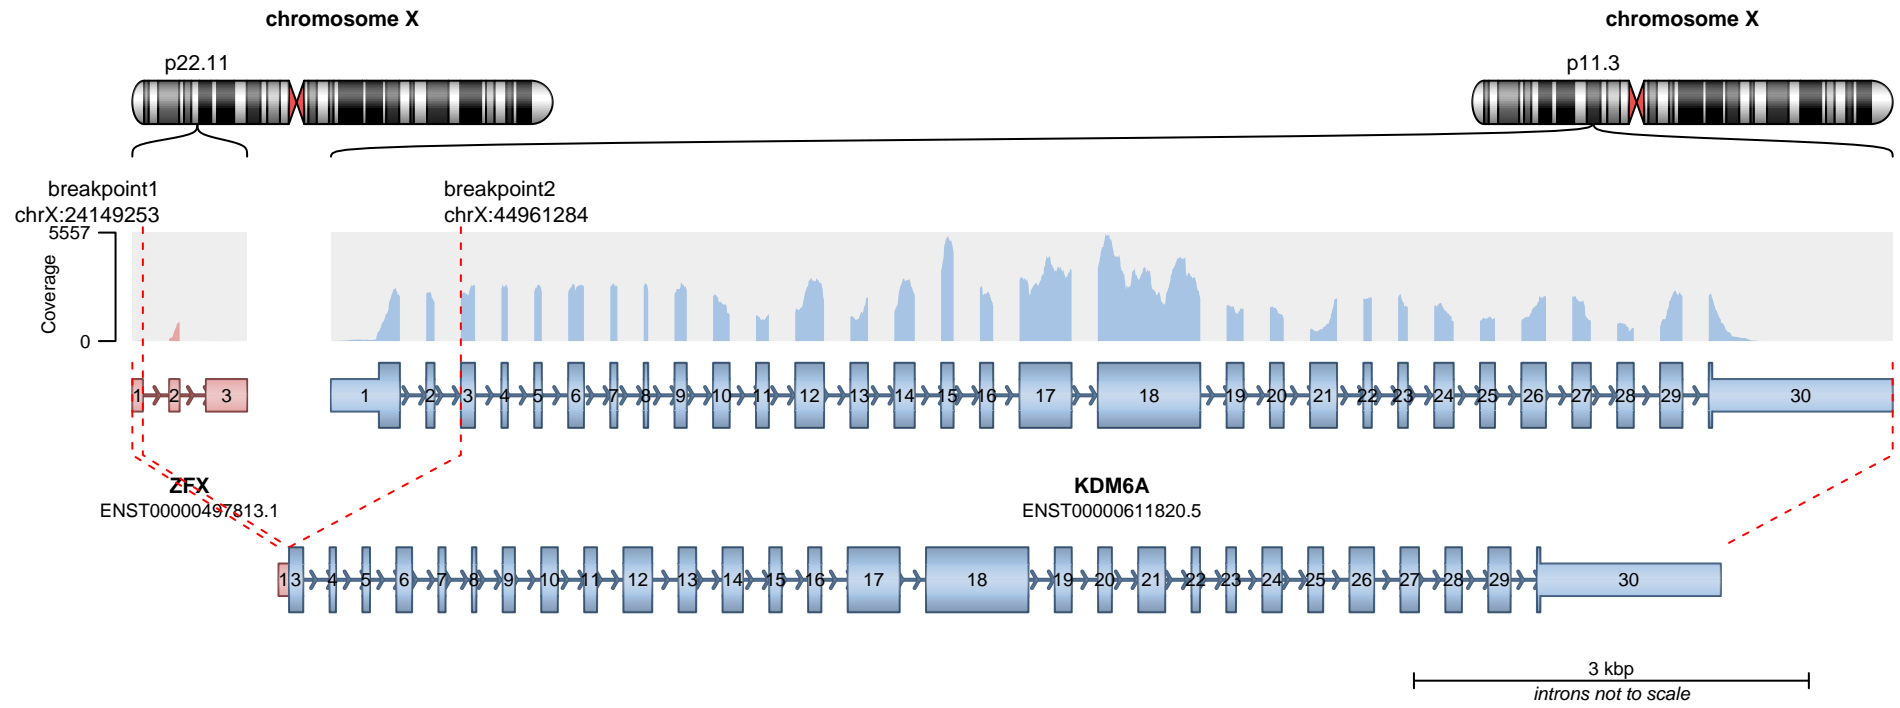 chromosome X
chromosome X
p22.11
p11.3
breakpoint1
chrX:24149253
breakpoint2
chrX:44961284
5557
Coverage
0
1 2 3
1 2 3 4 5 6 7 8 9 10 11 12 13 14 15 16 17 18 19 20 21 22 23 24 25 26 27 28 29 30
ZFX
ENST00000497813.1
KDM6A
ENST00000611820.5
1 3 4 5 6 7 8 9 10 11 12 13 14 15 16 17 18 19 20 21 22 23 24 25 26 27 28 29 30
3 kbp
introns not to scale